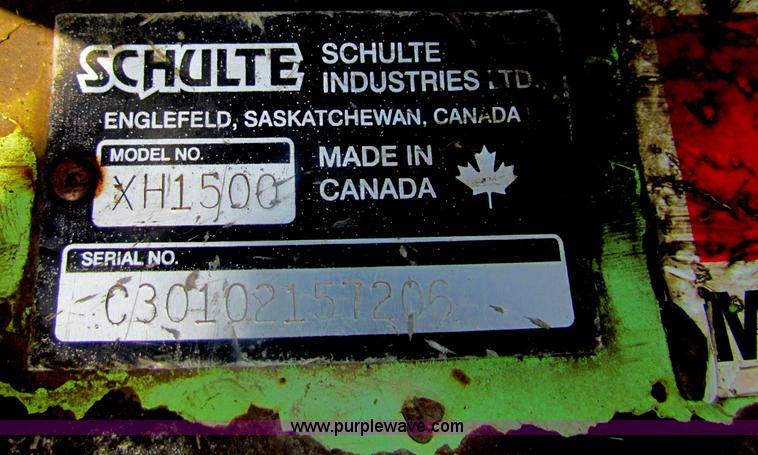 SCHULTE
SCHULTE
INDUSTRIES LTD.
ENGLEFELD, SASKATCHEWAN, CANADA
MODEL NO.
XH1500
MADE IN
CANADA
SERIAL NO.
C30102157206
www.purplewave.com